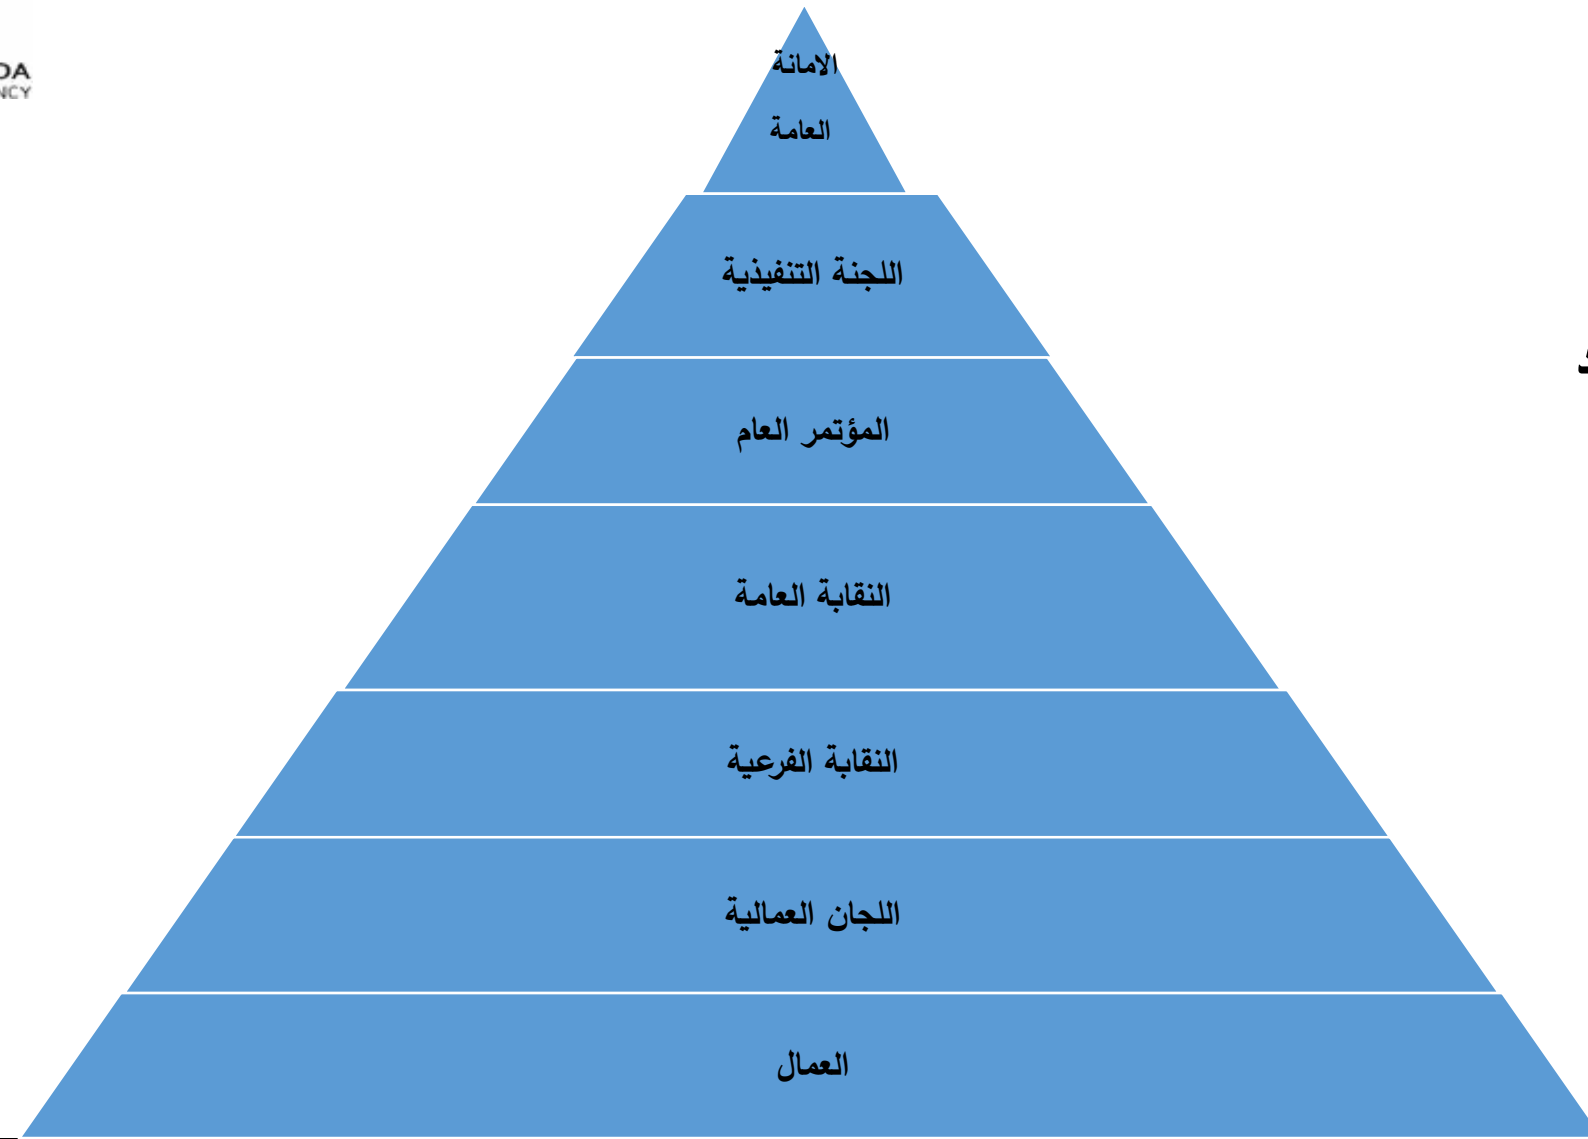 الامانة
العامة
اللجنة التنفيذية
المؤتمر العام
النقابة العامة
النقابة الفرعية
اللجان العمالية
العمال